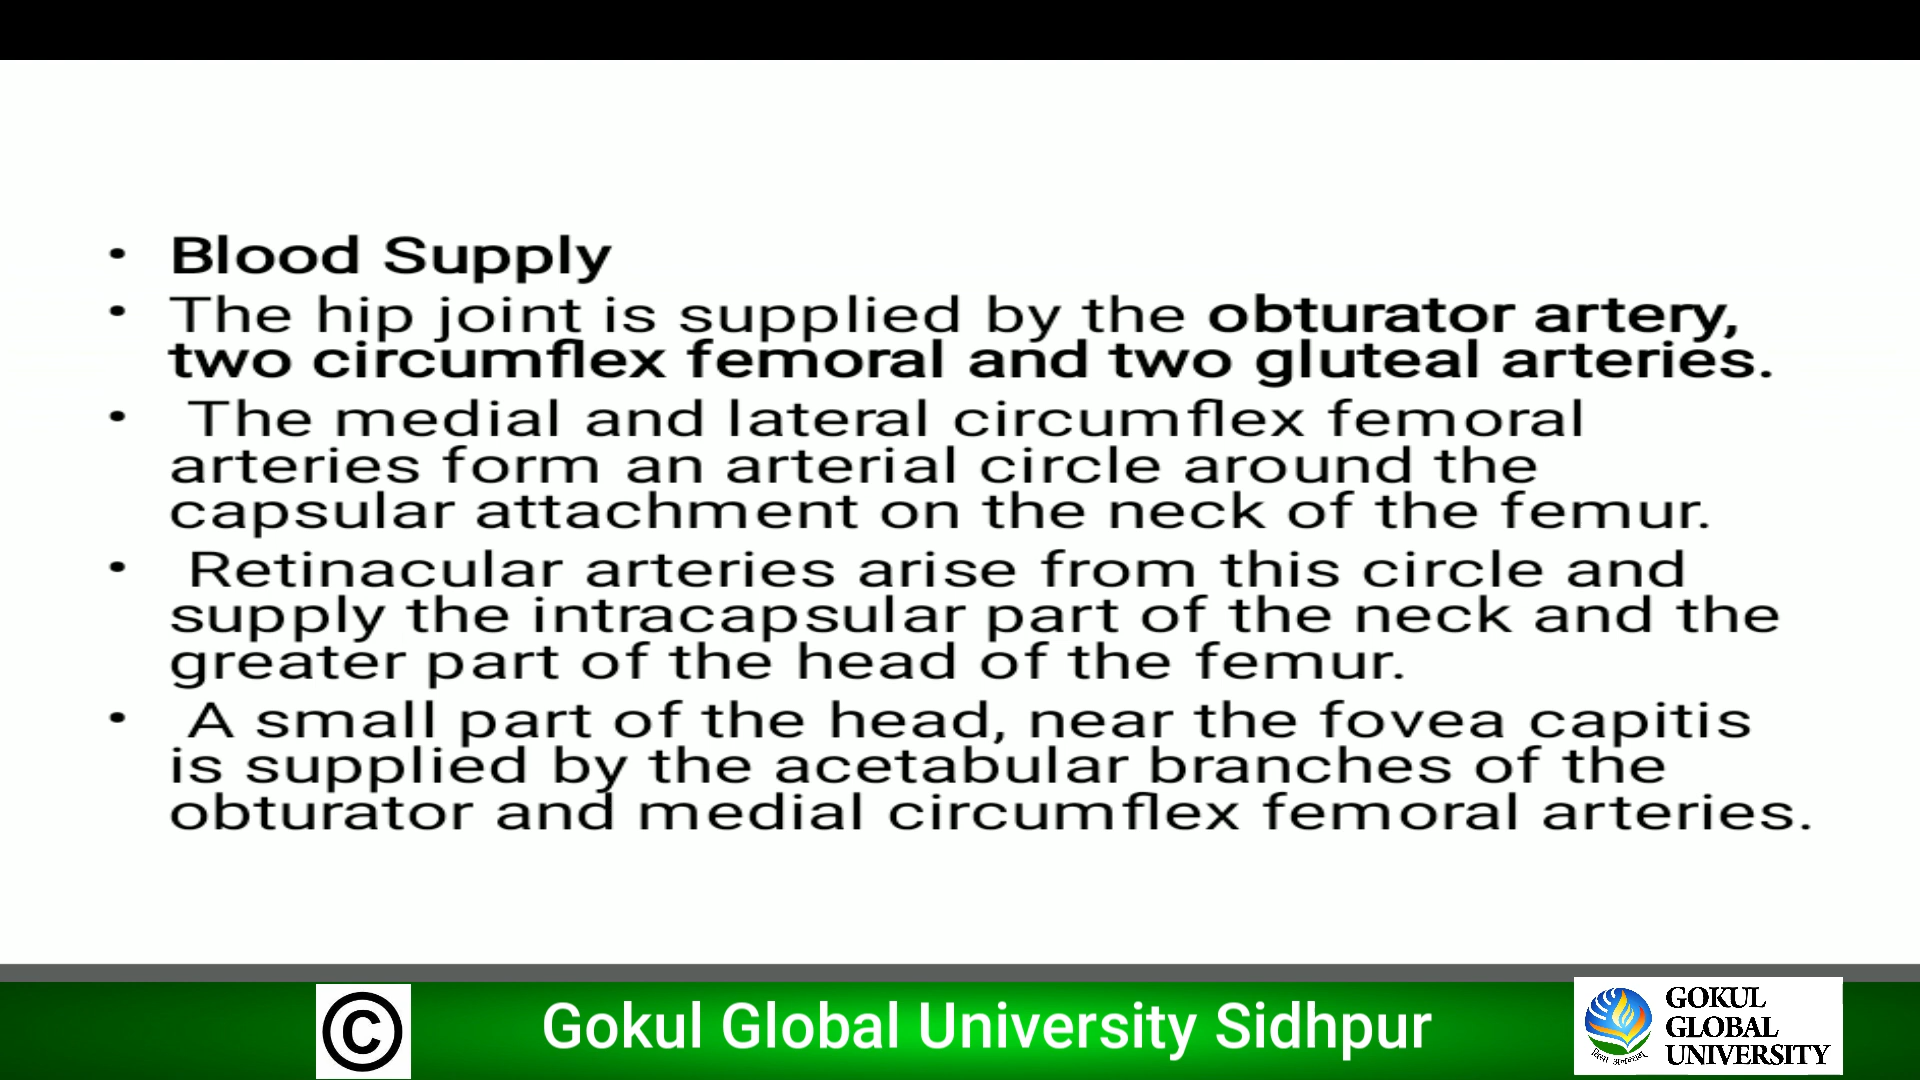 • Blood Supply
• The hip joint is supplied by the obturator artery,
two circumflex femoral and two gluteal arteries.
• The medial and lateral circumflex femoral
arteries form an arterial circle around the
capsular attachment on the neck of the femur.
• Retinacular arteries arise from this circle and
supply the intracapsular part of the neck and the
greater part of the head of the femur.
• A small part of the head, near the fovea capitis
is supplied by the acetabular branches of the
obturator and medial circumflex femoral arteries.
© Gokul Global University Sidhpur
GOKUL
GLOBAL
UNIVERSITY